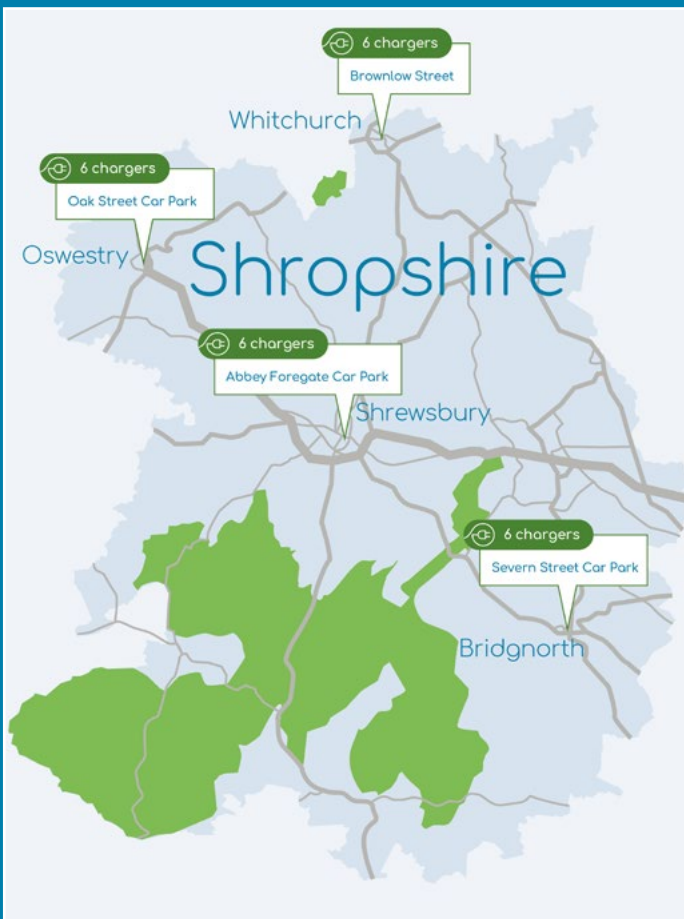 6 chargers
Brownlow Street
Whitchurch
6 chargers
Oak Street Car Park
Oswestry
Shropshire
6 chargers
Abbey Foregate Car Park
Shrewsbury
6 chargers
Severn Street Car Park
Bridgnorth